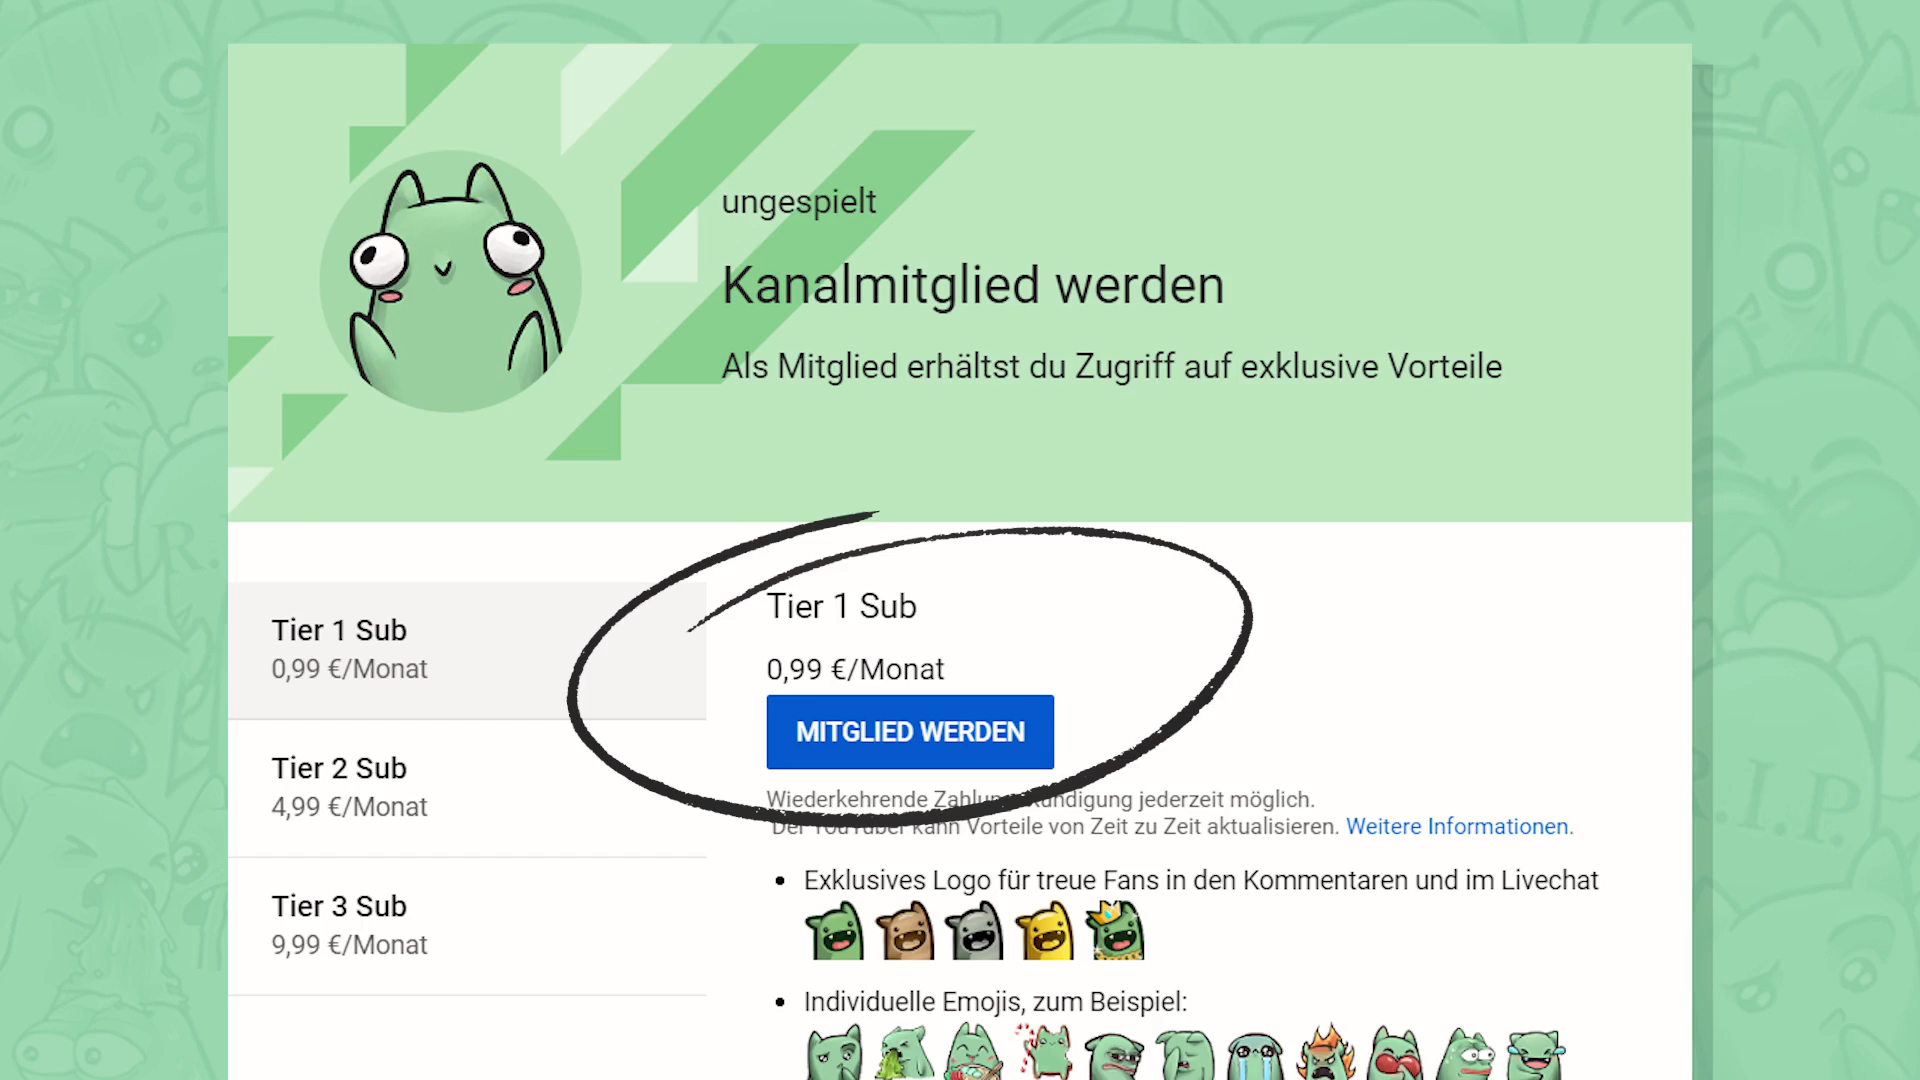 ungespielt
Kanalmitglied werden
Als Mitglied erhältst du Zugriff auf exklusive Vorteile
Tier 1 Sub
0,99 €/Monat
Tier 2 Sub
4,99 €/Monat
Tier 3 Sub
9,99 €/Monat
Tier 1 Sub
0,99 €/Monat
MITGLIED WERDEN
Wiederkehrende Zahlung. Kündigung jederzeit möglich.
Der YouTuber kann Vorteile von Zeit zu Zeit aktualisieren. Weitere Informationen.
• Exklusives Logo für treue Fans in den Kommentaren und im Livechat
• Individuelle Emojis, zum Beispiel:
R.
R.I.P.